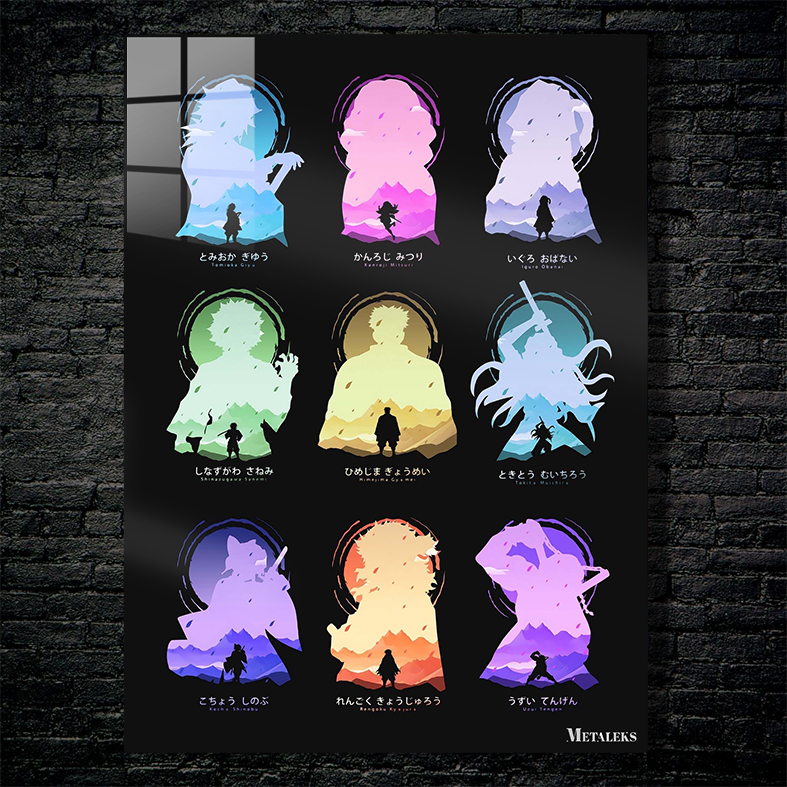 とみおか ぎゆう
Tomioka Giyu
かんろじ みつり
Kanroji Mitsuri
いぐろ おばない
Iguro Obanai
しなずがわ さねみ
Shinazugawa Sanemi
ひめじま ぎょうめい
Himejima Gyomei
ときとう むいちろう
Tokito Muichiro
こちょう しのぶ
Kocho Shinobu
れんごく きょうじゅろう
Rengoku Kyojuro
うずい てんげん
Uzui Tengen
METALEKS